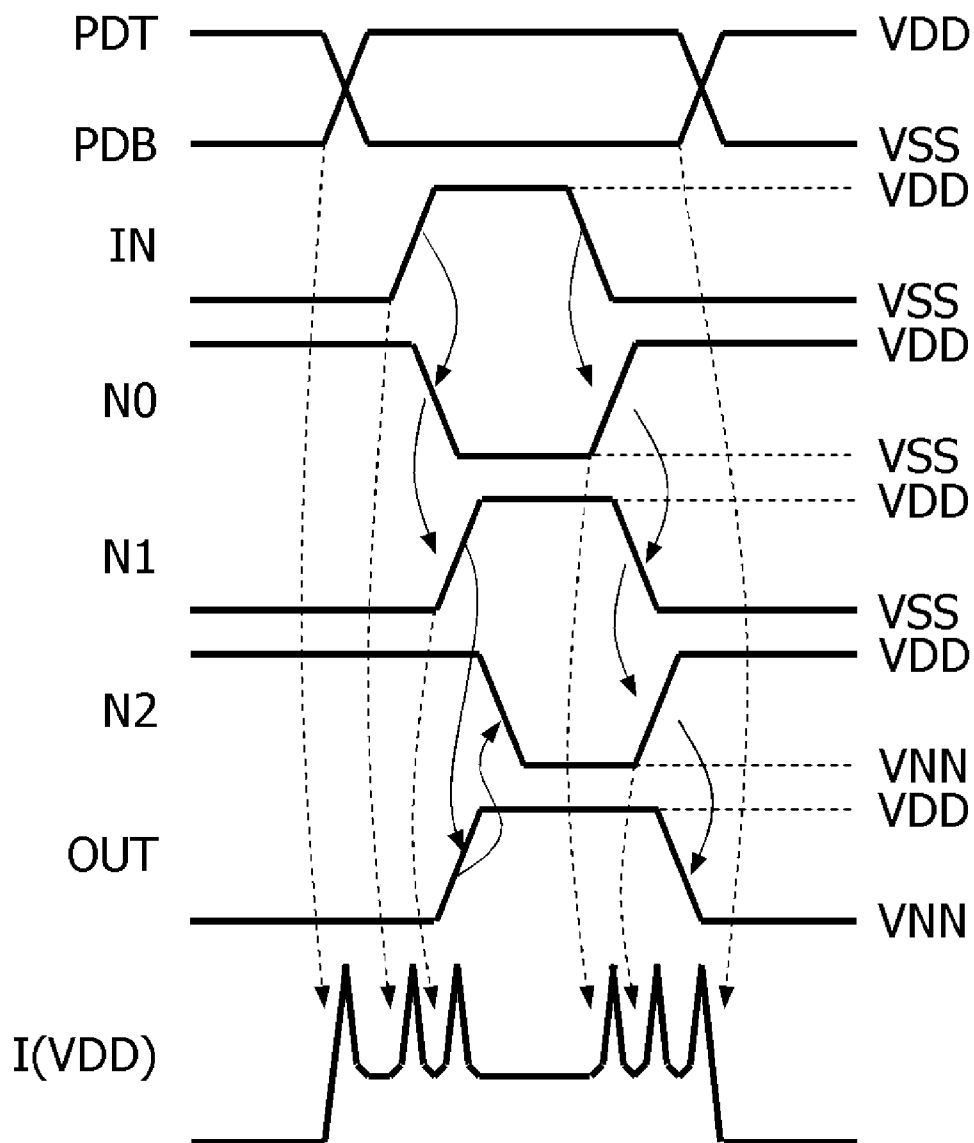 PDT VDD
PDB VSS
VDD
IN
VSS
VDD
N0
VSS
VDD
N1
VSS
VDD
N2
VNN
VDD
OUT
VNN
I(VDD)